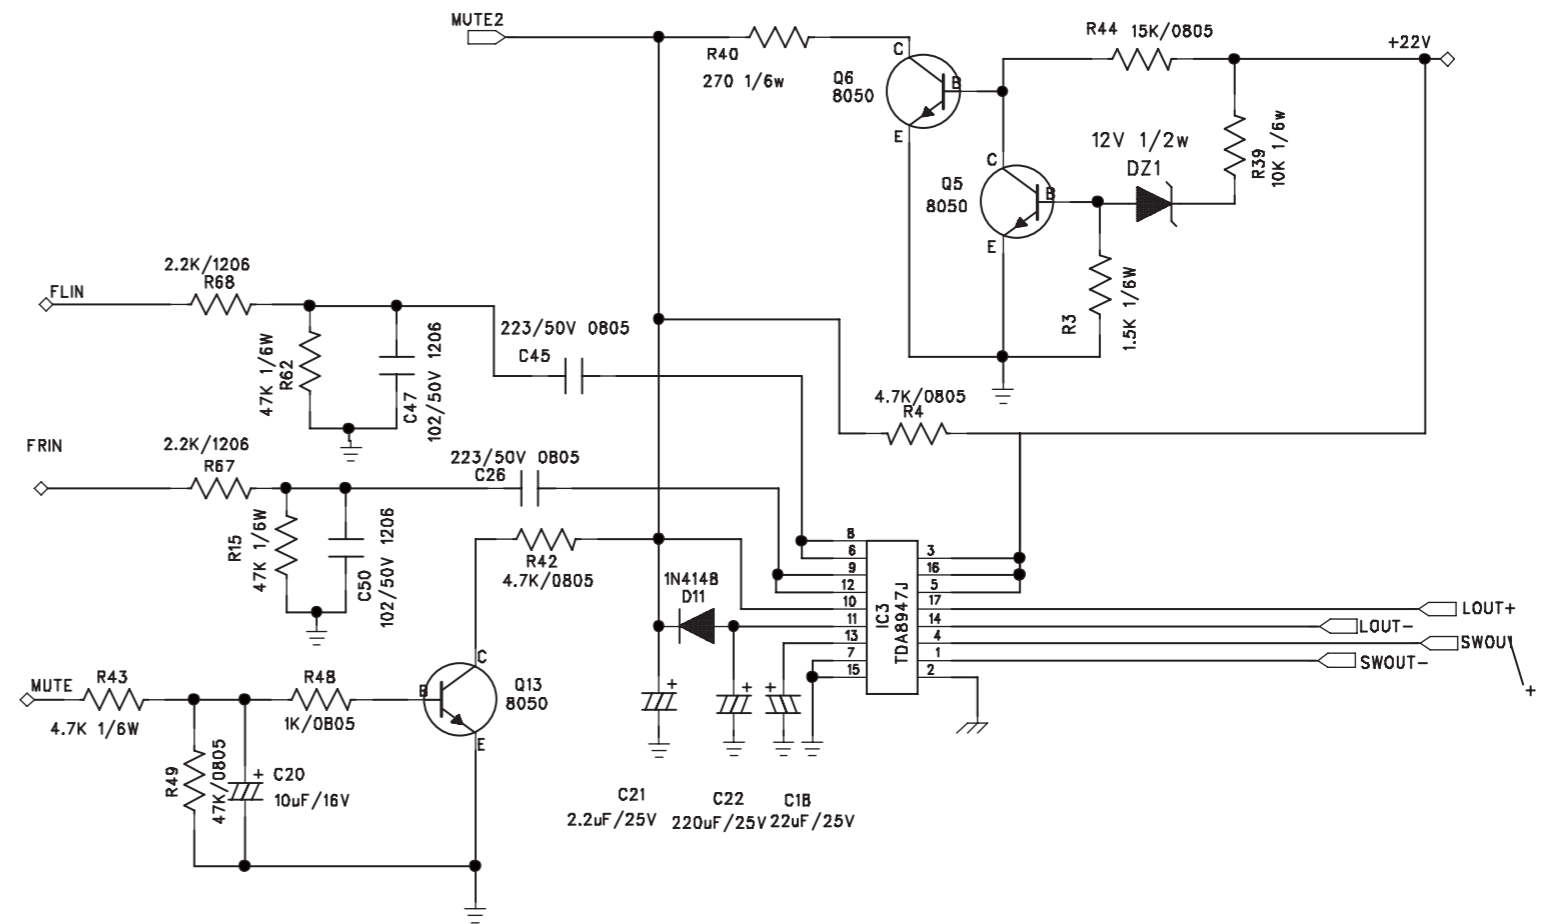 MUTE2
R40
270 1/6w
C
Q6
8050
B
E
R44 15K/0805
+22V
12V 1/2w
DZ1
R39
10K 1/6w
C
Q5
8050
B
E
R3
1.5K 1/6W
FLIN
2.2K/1206
R68
47K 1/6W
R62
C47
102/50V 1206
223/50V 0805
C45
4.7K/0805
R4
FRIN
2.2K/1206
R67
R15
47K 1/6W
C50
102/50V 1206
223/50V 0805
C26
R42
4.7K/0805
1N4148
D11
8
6
9
12
10
11
13
7
15
IC3
TDA8947J
3
16
5
17
14
4
1
2
LOUT+
LOUT-
SWOUT
SWOUT-
+
MUTE
R43
4.7K 1/6W
R48
1K/0805
B
C
Q13
8050
E
R49
47K/0805
+
C20
10uF/16V
+
+
+
C21
2.2uF/25V
C22
220uF/25V
C18
22uF/25V